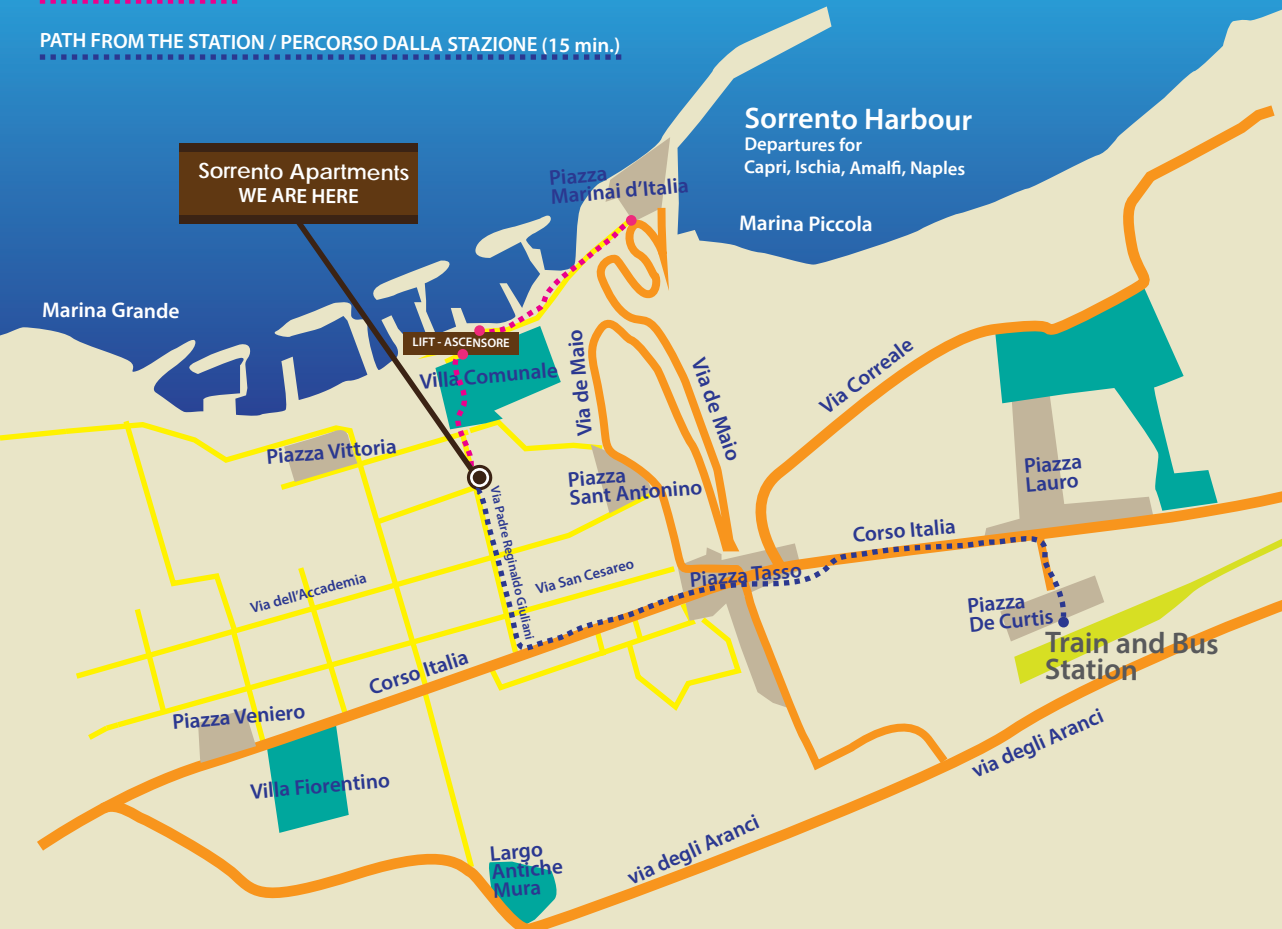 PATH FROM THE STATION / PERCORSO DALLA STAZIONE (15 min.)
Sorrento Harbour
Departures for
Capri, Ischia, Amalfi, Naples
Sorrento Apartments
WE ARE HERE
Piazza
Marinai d'Italia
Marina Piccola
Marina Grande
LIFT - ASCENSORE
Villa Comunale
Via de Maio
Via de Maio
Via Correale
Piazza Vittoria
Piazza
Sant Antonino
Piazza
Lauro
Via Padre Reginaldo Giuliani
Corso Italia
Via dell'Accademia
Via San Cesareo
Piazza Tasso
Piazza
De Curtis
Train and Bus
Station
Corso Italia
Piazza Veniero
via degli Aranci
Villa Fiorentino
via degli Aranci
Largo
Antiche
Mura